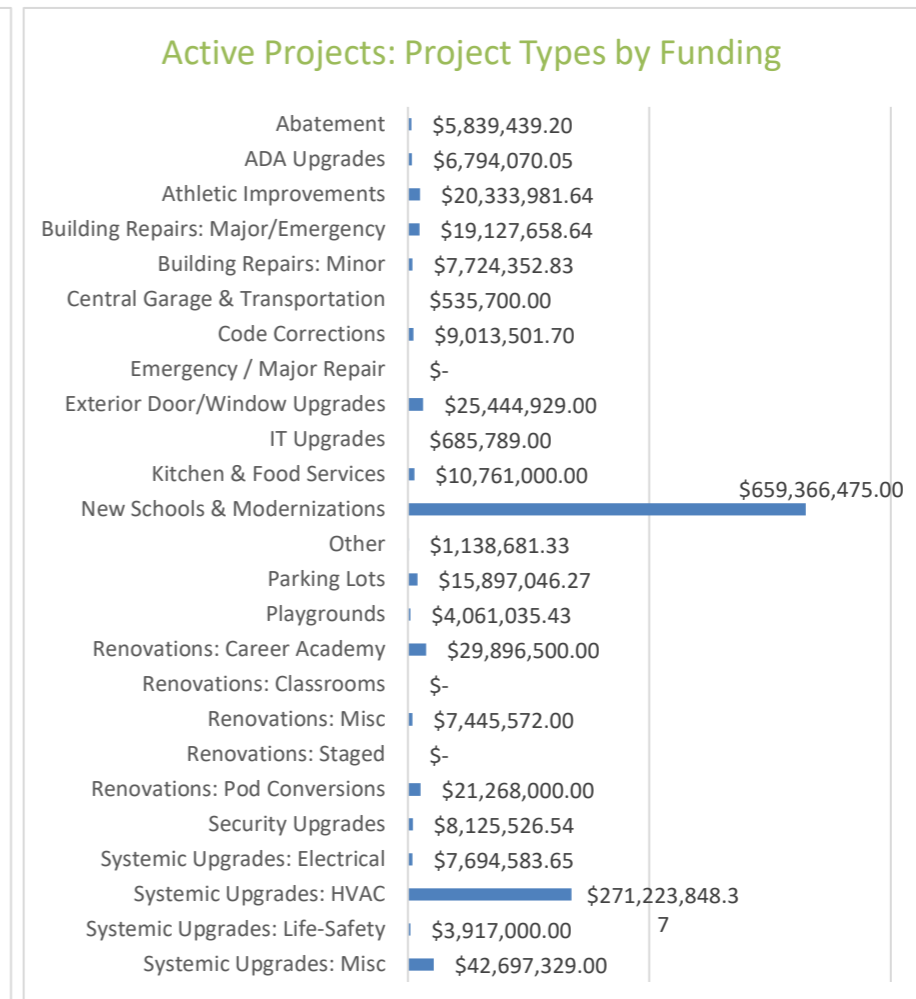 Active Projects: Project Types by Funding
Abatement $5,839,439.20
ADA Upgrades $6,794,070.05
Athletic Improvements $20,333,981.64
Building Repairs: Major/Emergency $19,127,658.64
Building Repairs: Minor $7,724,352.83
Central Garage & Transportation $535,700.00
Code Corrections $9,013,501.70
Emergency / Major Repair $-
Exterior Door/Window Upgrades $25,444,929.00
IT Upgrades $685,789.00
Kitchen & Food Services $10,761,000.00
New Schools & Modernizations $659,366,475.00
Other $1,138,681.33
Parking Lots $15,897,046.27
Playgrounds $4,061,035.43
Renovations: Career Academy $29,896,500.00
Renovations: Classrooms $-
Renovations: Misc $7,445,572.00
Renovations: Staged $-
Renovations: Pod Conversions $21,268,000.00
Security Upgrades $8,125,526.54
Systemic Upgrades: Electrical $7,694,583.65
Systemic Upgrades: HVAC $271,223,848.3
7
Systemic Upgrades: Life-Safety $3,917,000.00
Systemic Upgrades: Misc $42,697,329.00